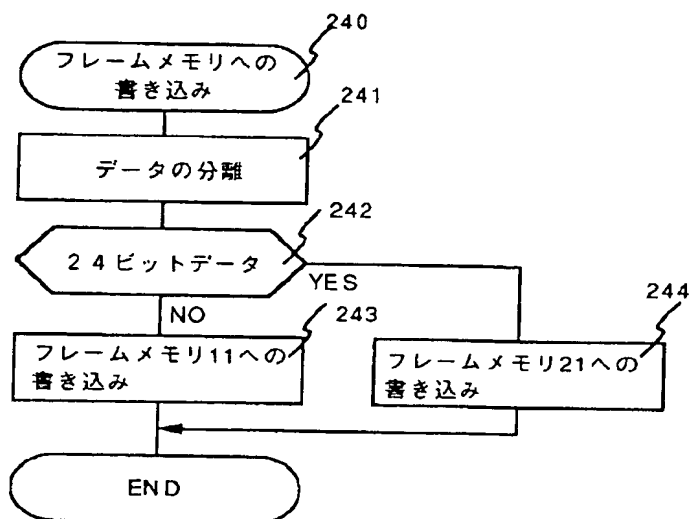 240
フレームメモリへの
書き込み
241
データの分離
242
24ビットデータ
YES
NO
243
244
フレームメモリ11への
書き込み
フレームメモリ21への
書き込み
END